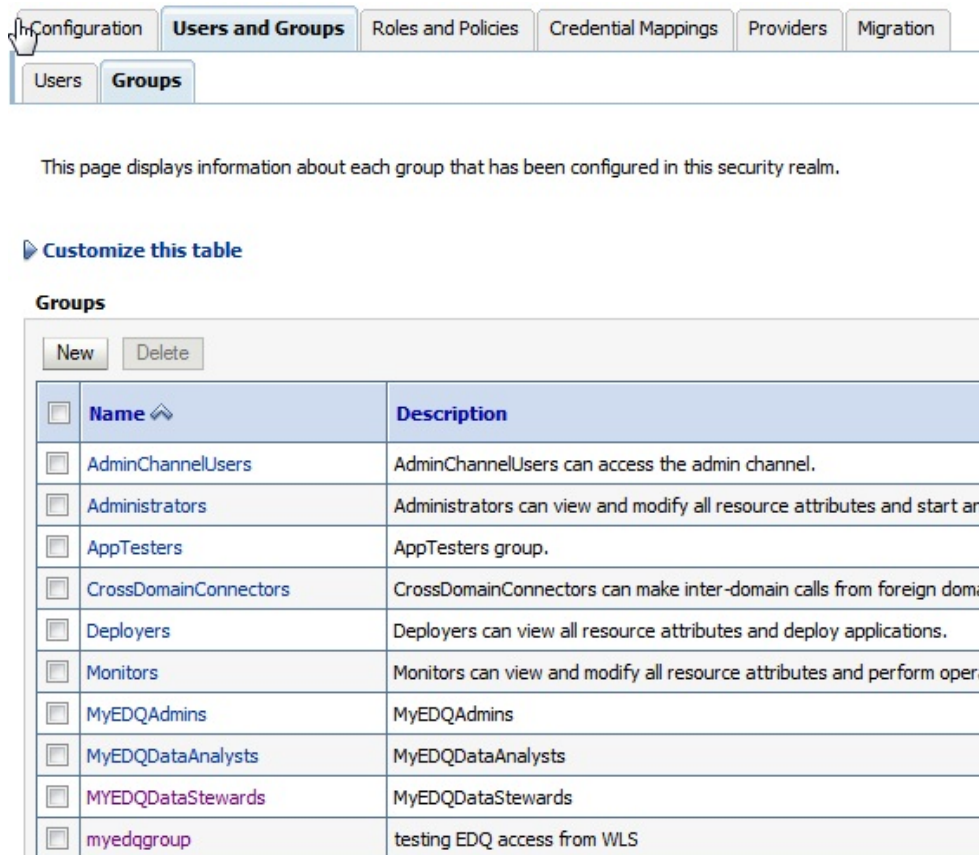 Configuration Users and Groups Roles and Policies Credential Mappings Providers Migration
Users Groups
This page displays information about each group that has been configured in this security realm.
Customize this table
Groups
New Delete
Name Description
AdminChannelUsers AdminChannelUsers can access the admin channel.
Administrators Administrators can view and modify all resource attributes and start
AppTesters AppTesters group.
CrossDomainConnectors CrossDomainConnectors can make inter-domain calls from foreign
Deployers Deployers can view all resource attributes and deploy applications.
Monitors Monitors can view and modify all resource attributes and perform
MyEDQAdmins MyEDQAdmins
MyEDQDataAnalysts MyEDQDataAnalysts
MYEDQDataStewards MyEDQDataStewards
myedqgroup testing EDQ access from WLS